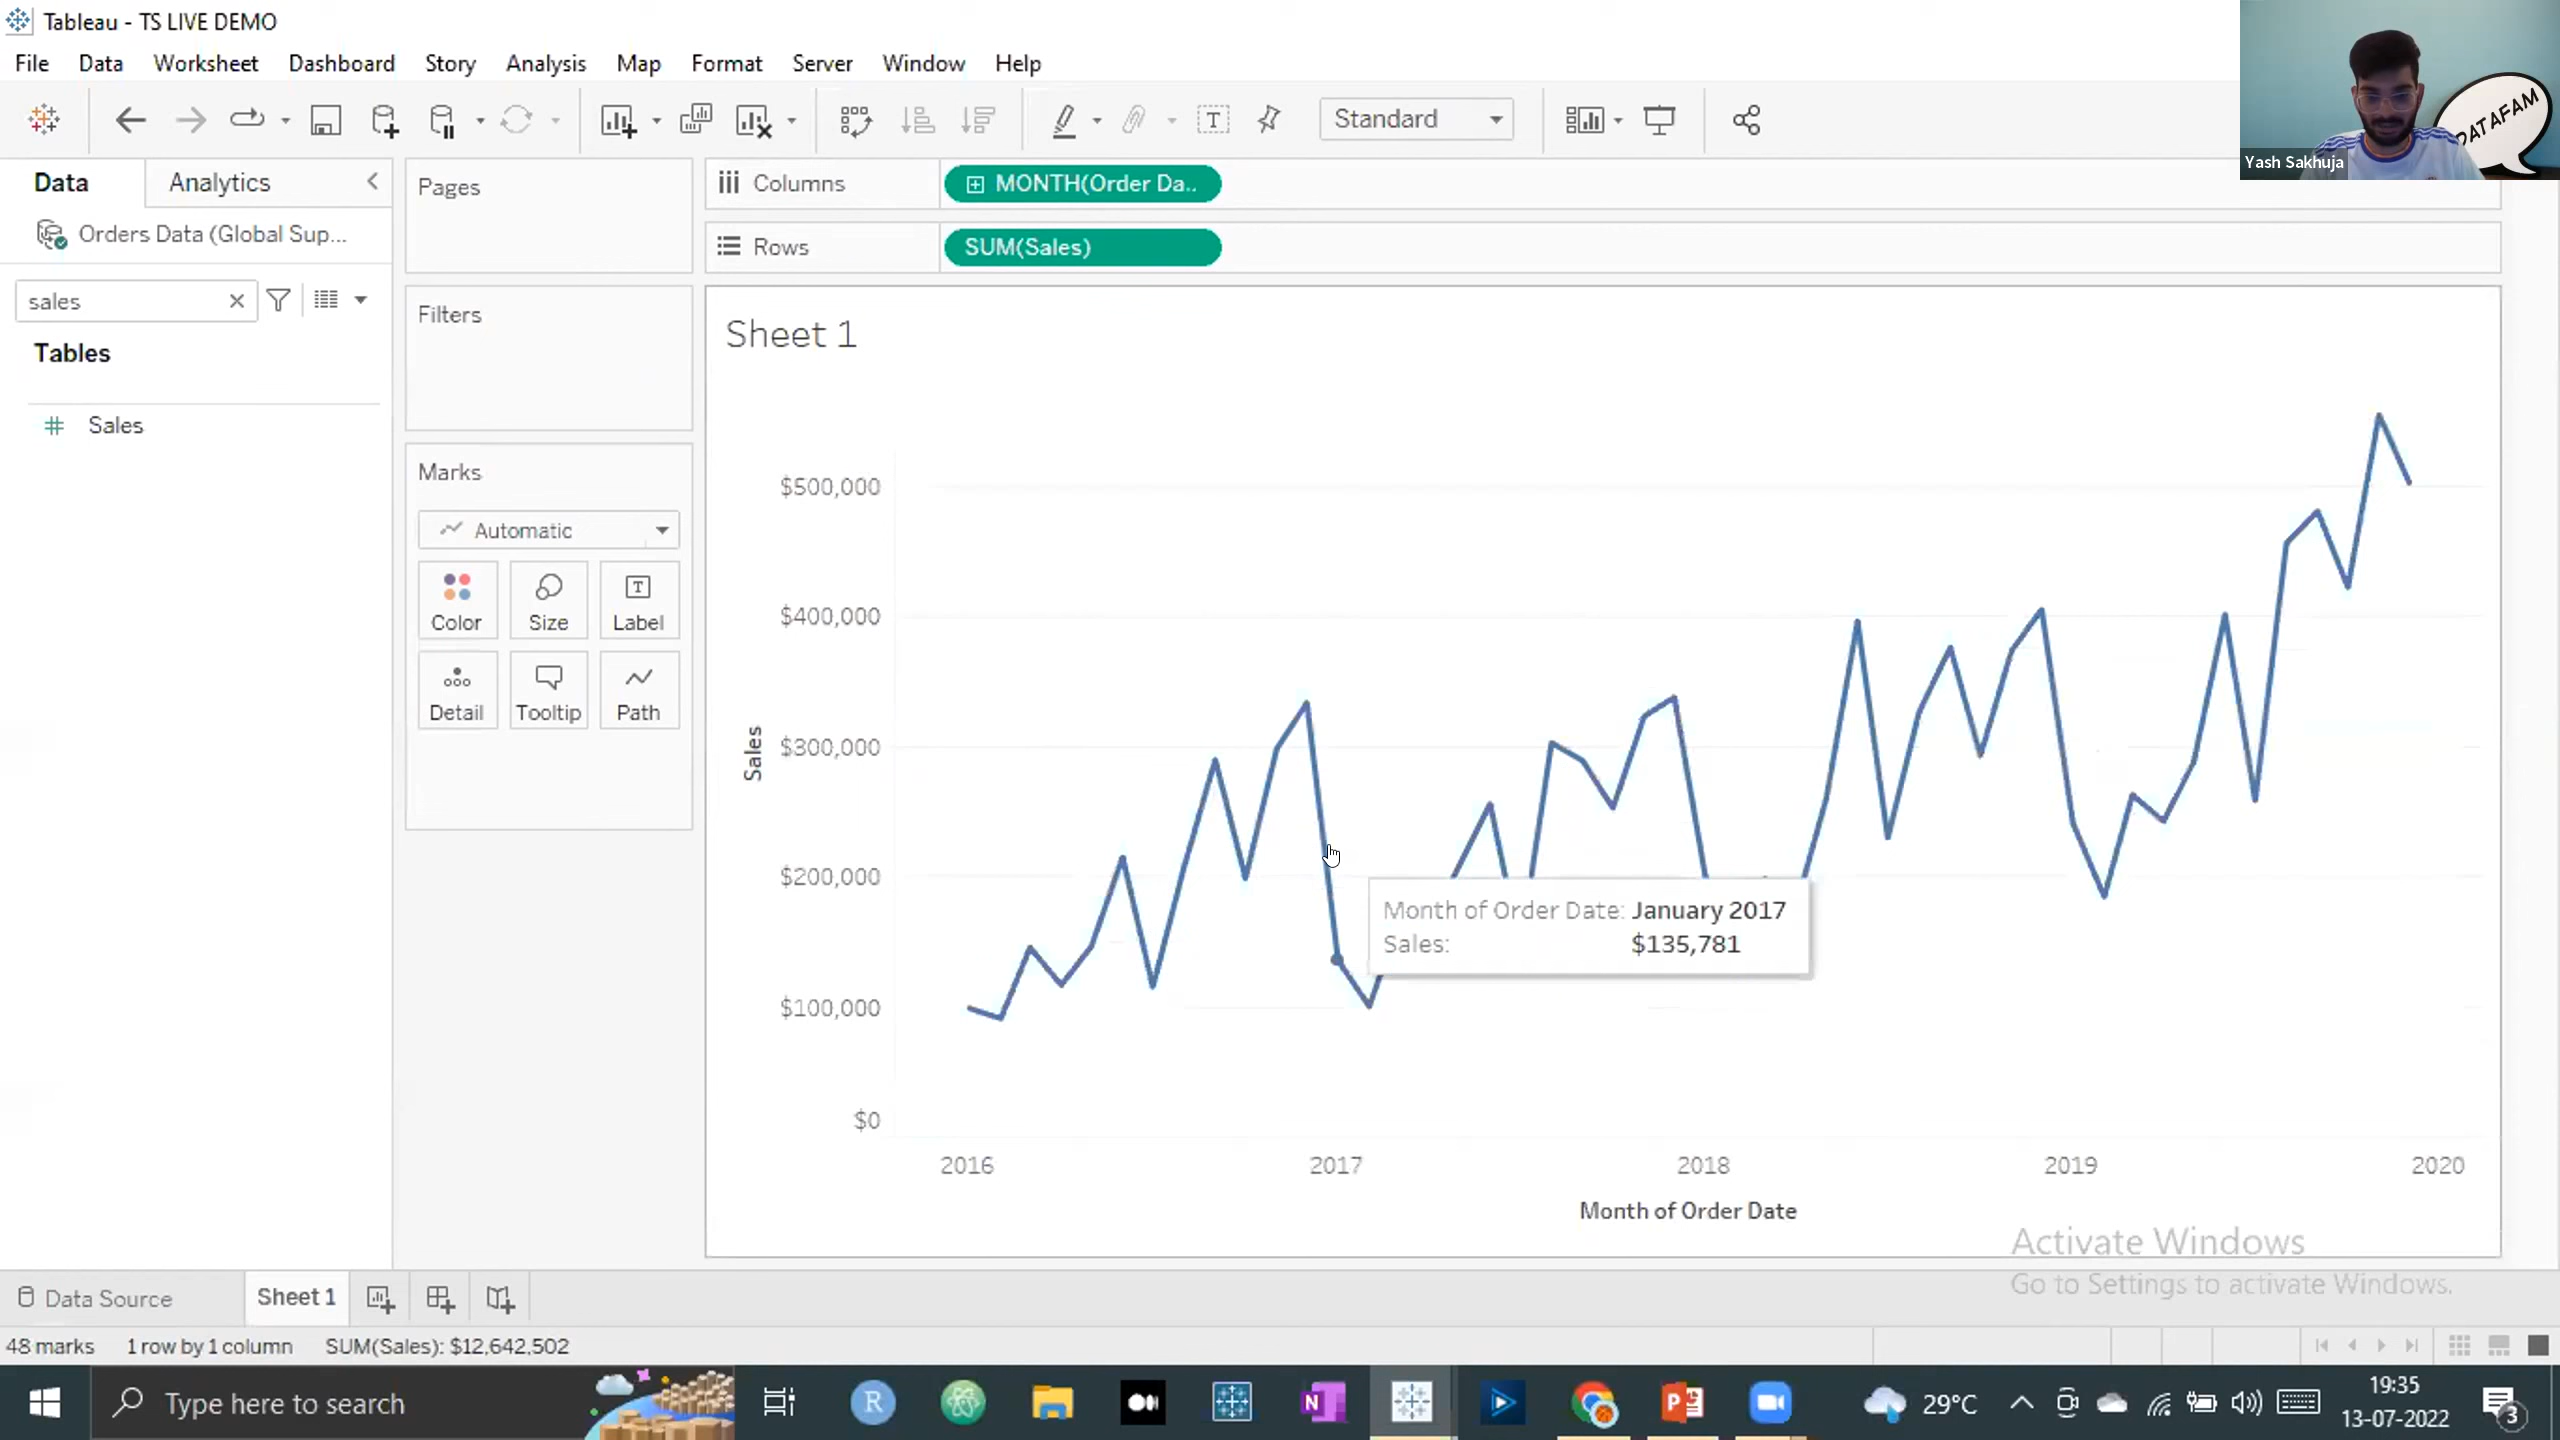 Tableau - TS LIVE DEMO
File Data Worksheet Dashboard Story Analysis Map Format Server Window Help
Standard
DATAFAM
Yash Sakhuja
Data Analytics
Pages
Columns MONTH(Order Da..
Orders Data (Global Sup...
Rows SUM(Sales)
sales
Filters
Sheet 1
Tables
Sales
Marks
Automatic
Color Size Label
Detail Tooltip Path
$500,000
$400,000
$300,000
$200,000
$100,000
$0
Sales
Month of Order Date: January 2017
Sales: $135,781
2016 2017 2018 2019 2020
Month of Order Date
Activate Windows
Go to Settings to activate Windows.
Data Source Sheet 1
48 marks 1 row by 1 column SUM(Sales): $12,642,502
Type here to search
29°C
19:35
13-07-2022
3